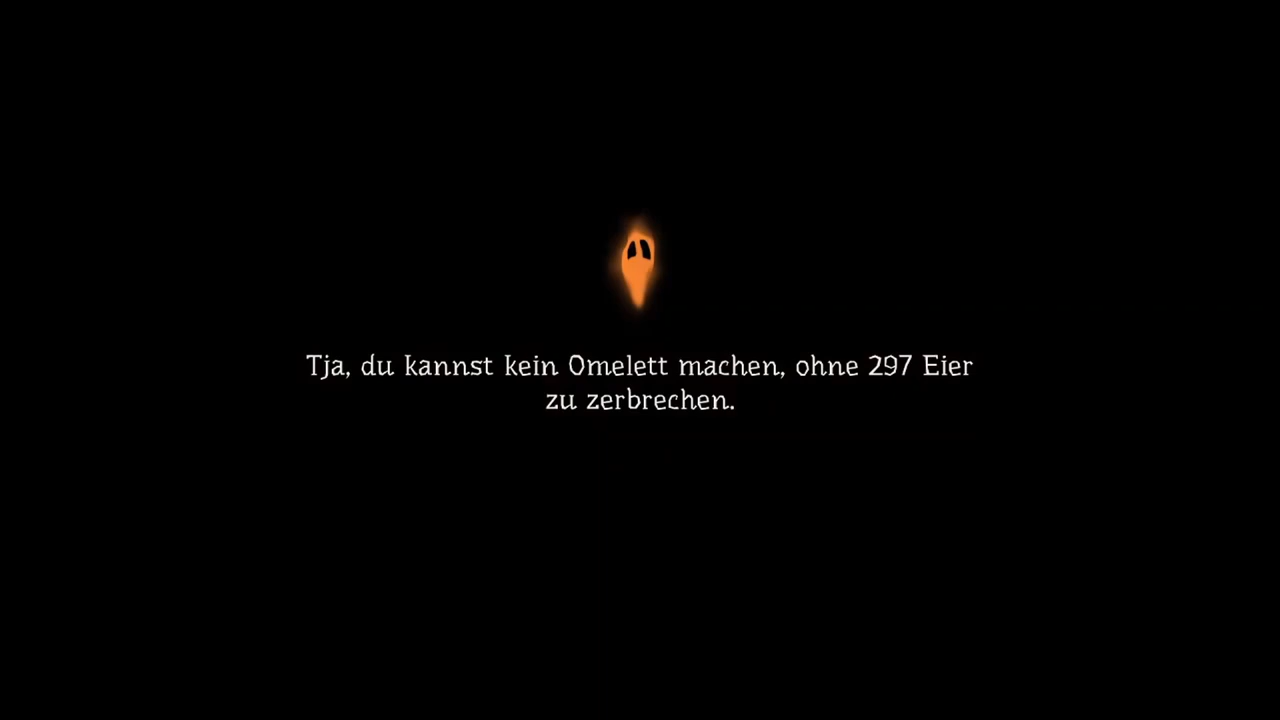 Tja, du kannst kein Omelett machen, ohne 297 Eier
zu zerbrechen.